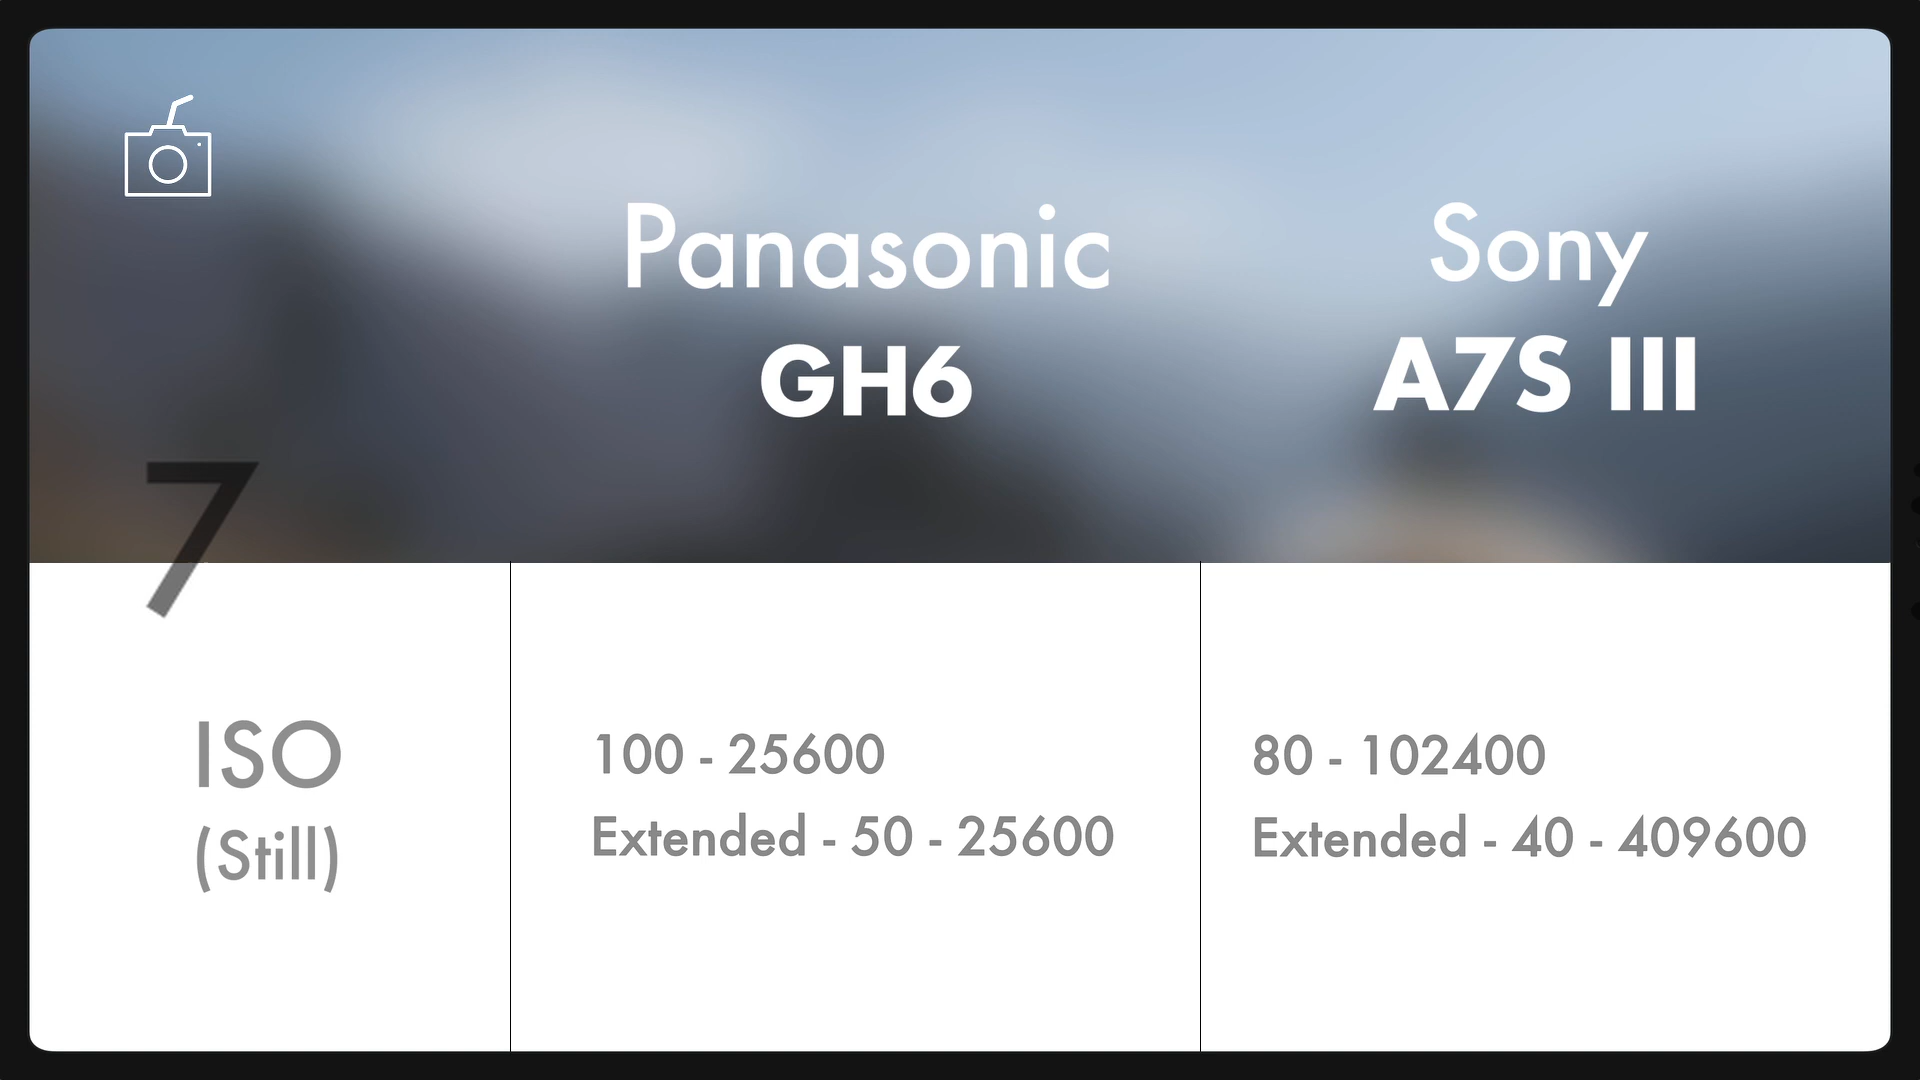 Panasonic
GH6
Sony
A7S III
7
ISO
(Still)
100 - 25600
Extended - 50 - 25600
80 - 102400
Extended - 40 - 409600